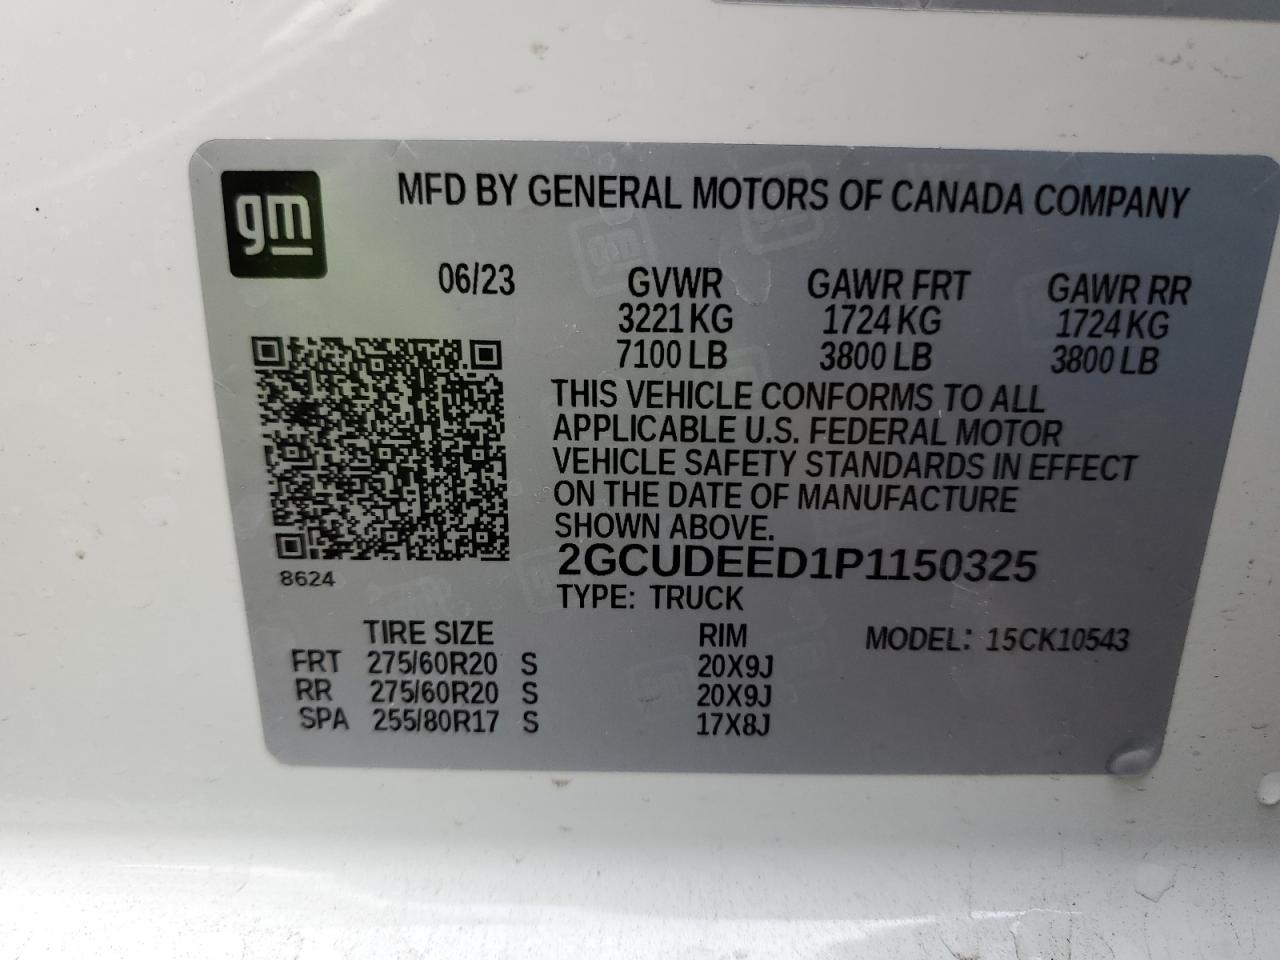 gm
MFD BY GENERAL MOTORS OF CANADA COMPANY
06/23 GVWR GAWR FRT GAWR RR
3221 KG 1724 KG 1724 KG
7100 LB 3800 LB 3800 LB
THIS VEHICLE CONFORMS TO ALL
APPLICABLE U.S. FEDERAL MOTOR
VEHICLE SAFETY STANDARDS IN EFFECT
ON THE DATE OF MANUFACTURE
SHOWN ABOVE.
2GCUDEED1P1150325
8624
TYPE: TRUCK
TIRE SIZE RIM MODEL: 15CK10543
FRT 275/60R20 S 20X9J
RR 275/60R20 S 20X9J
SPA 255/80R17 S 17X8J